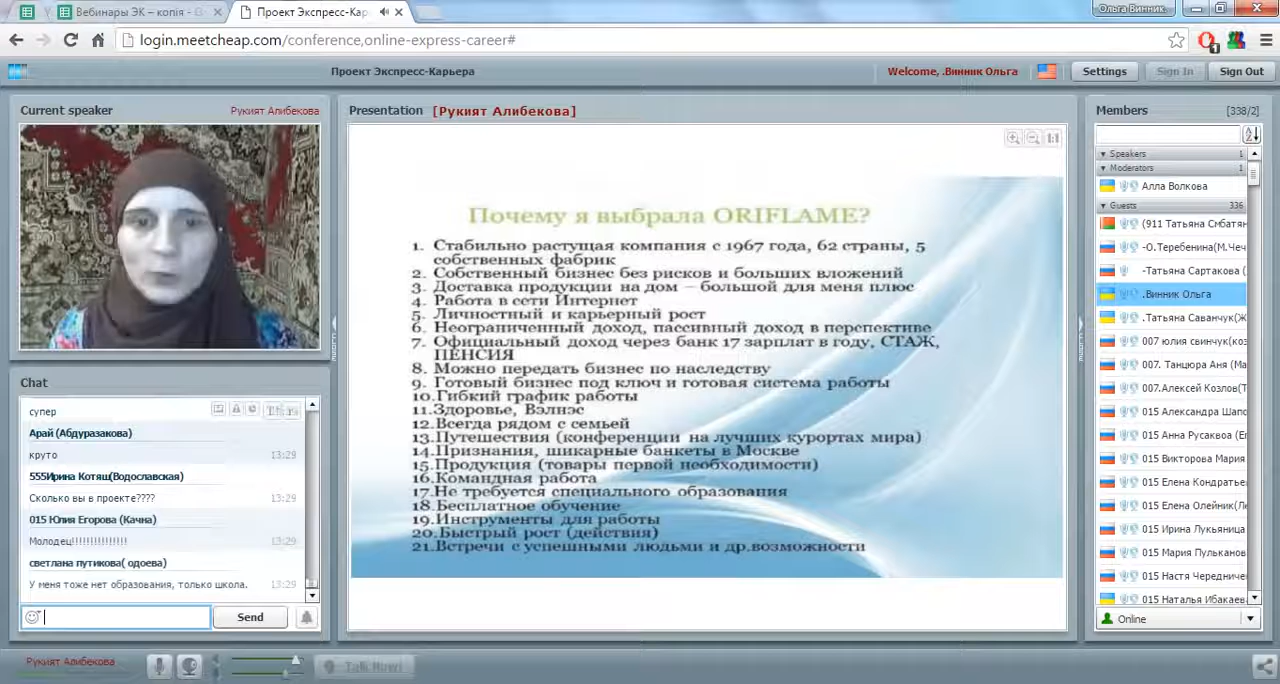 Вебинары ЭК – копія - E
Проект Экспресс-Кар
Ольга Винник
login.meetcheap.com/conference,online-express-career#
Проект Экспресс-Карьера
Welcome, .Винник Ольга
Settings
Sign In
Sign Out
Current speaker
Рукият Алибекова
Chat
супер
Арай (Абдуразакова)
круто
13:29
555Ирина Котяш(Водославская)
Сколько вы в проекте????
13:29
015 Юлия Егорова (Качна)
Молодец!!!!!!!!!!!!!!!
13:29
светлана путикова( одоева)
У меня тоже нет образования, только школа.
13:29
Send
Presentation
[Рукият Алибекова]
1:1
Почему я выбрала ORIFLAME?
1. Стабильно растущая компания с 1967 года, 62 страны, 5
собственных фабрик
2. Собственный бизнес без рисков и больших вложений
3. Доставка продукции на дом – большой для меня плюс
4. Работа в сети Интернет
5. Личностный и карьерный рост
6. Неограниченный доход, пассивный доход в перспективе
7. Официальный доход через банк 17 зарплат в году, СТАЖ,
ПЕНСИЯ
8. Можно передать бизнес по наследству
9. Готовый бизнес под ключ и готовая система работы
10.Гибкий график работы
11.Здоровье, Вэлнэс
12.Всегда рядом с семьей
13.Путешествия (конференции на лучших курортах мира)
14.Признания, шикарные банкеты в Москве
15.Продукция (товары первой необходимости)
16.Командная работа
17.Не требуется специального образования
18.Бесплатное обучение
19.Инструменты для работы
20.Быстрый рост (действия)
21.Встречи с успешными людьми и др.возможности
Members
[338/2]
Speakers
1
Moderators
1
Алла Волкова
Guests
336
(911 Татьяна Смбатян
-О.Теребенина(М.Чеч
-Татьяна Сартакова (
.Винник Ольга
.Татьяна Саванчук(Ж
007 юлия свинчук(коз
007. Танцюра Аня (Ма
007.Алексей Козлов(Т
015 Александра Шапо
015 Анна Русаквоа (Еп
015 Викторова Мария
015 Елена Кондратье
015 Елена Олейник(Ле
015 Ирина Лукьяница
015 Мария Пулканов
015 Настя Череднич
015 Наталья Ибакаев
Online
Рукият Алибекова
Talk Now!